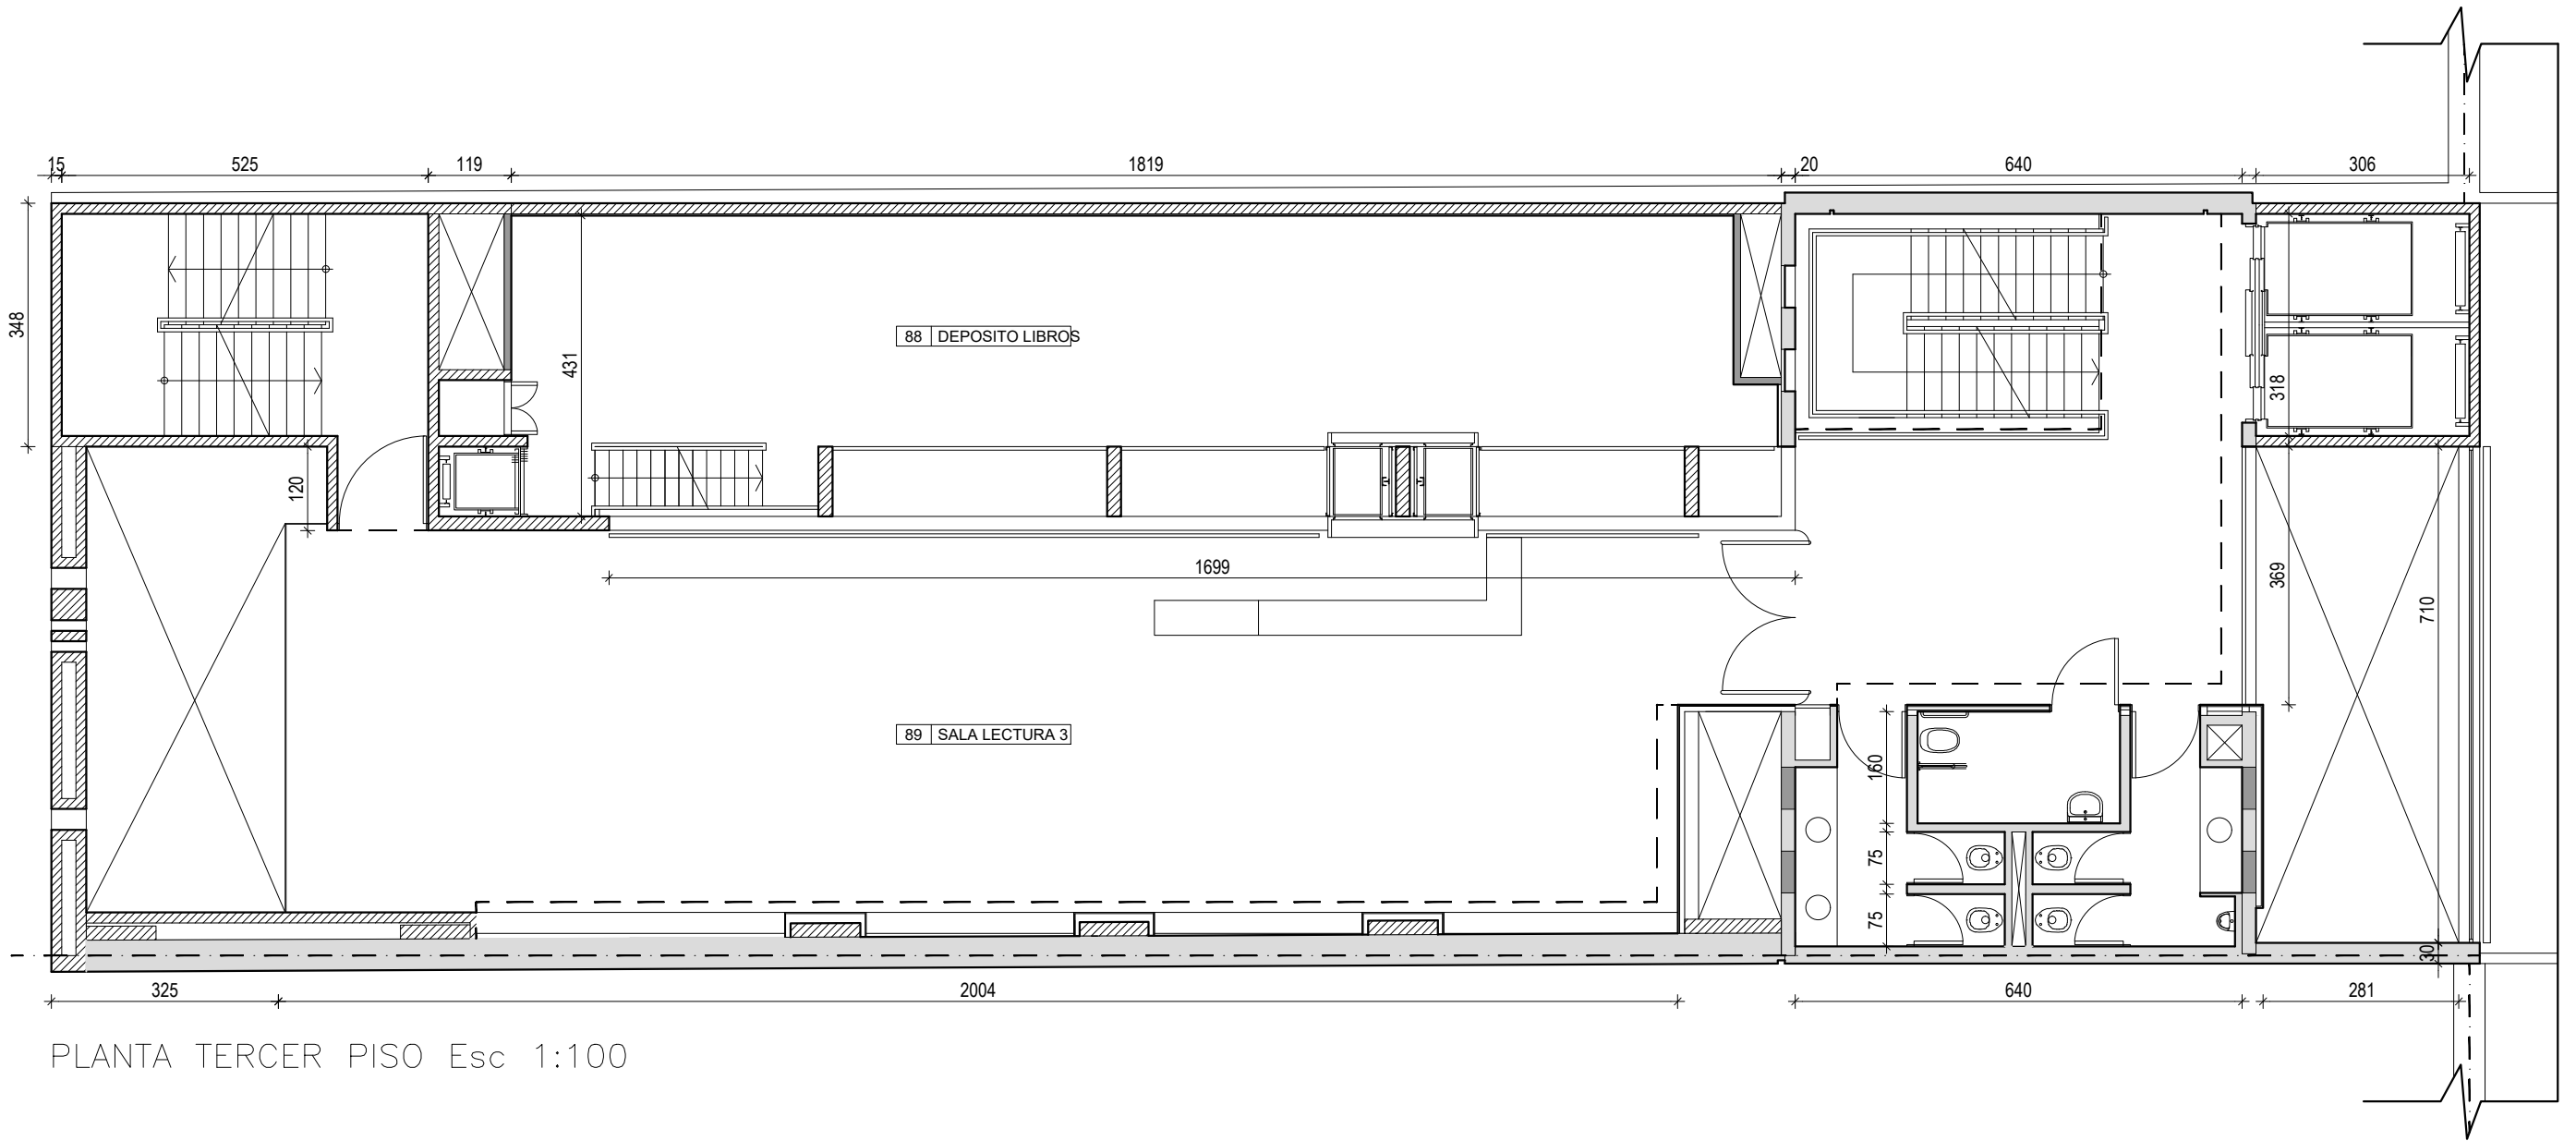 15 525 119 1819 20 640 306
348
88 DEPOSITO LIBROS
431
318
120
1699
369
710
89 SALA LECTURA 3
160
75
75
30
325 2004 640 281
PLANTA TERCER PISO Esc 1:100